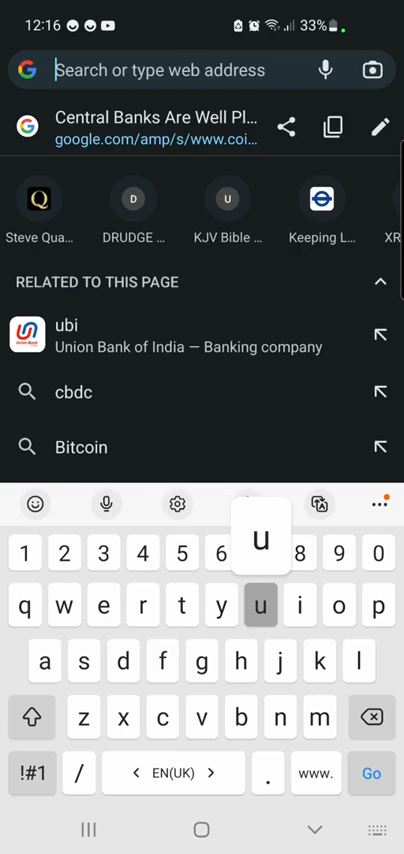 12:16 33%
Search or type web address
Central Banks Are Well Pl...
google.com/amp/s/www.coi...
Q D U
Steve Qua... DRUDGE ... KJV Bible ... Keeping L... XR
RELATED TO THIS PAGE
ubi
Union Bank of India — Banking company
cbdc
Bitcoin
u
1 2 3 4 5 6 8 9 0
q w e r t y u i o p
a s d f g h j k l
z x c v b n m
!#1 / EN(UK) . www. Go